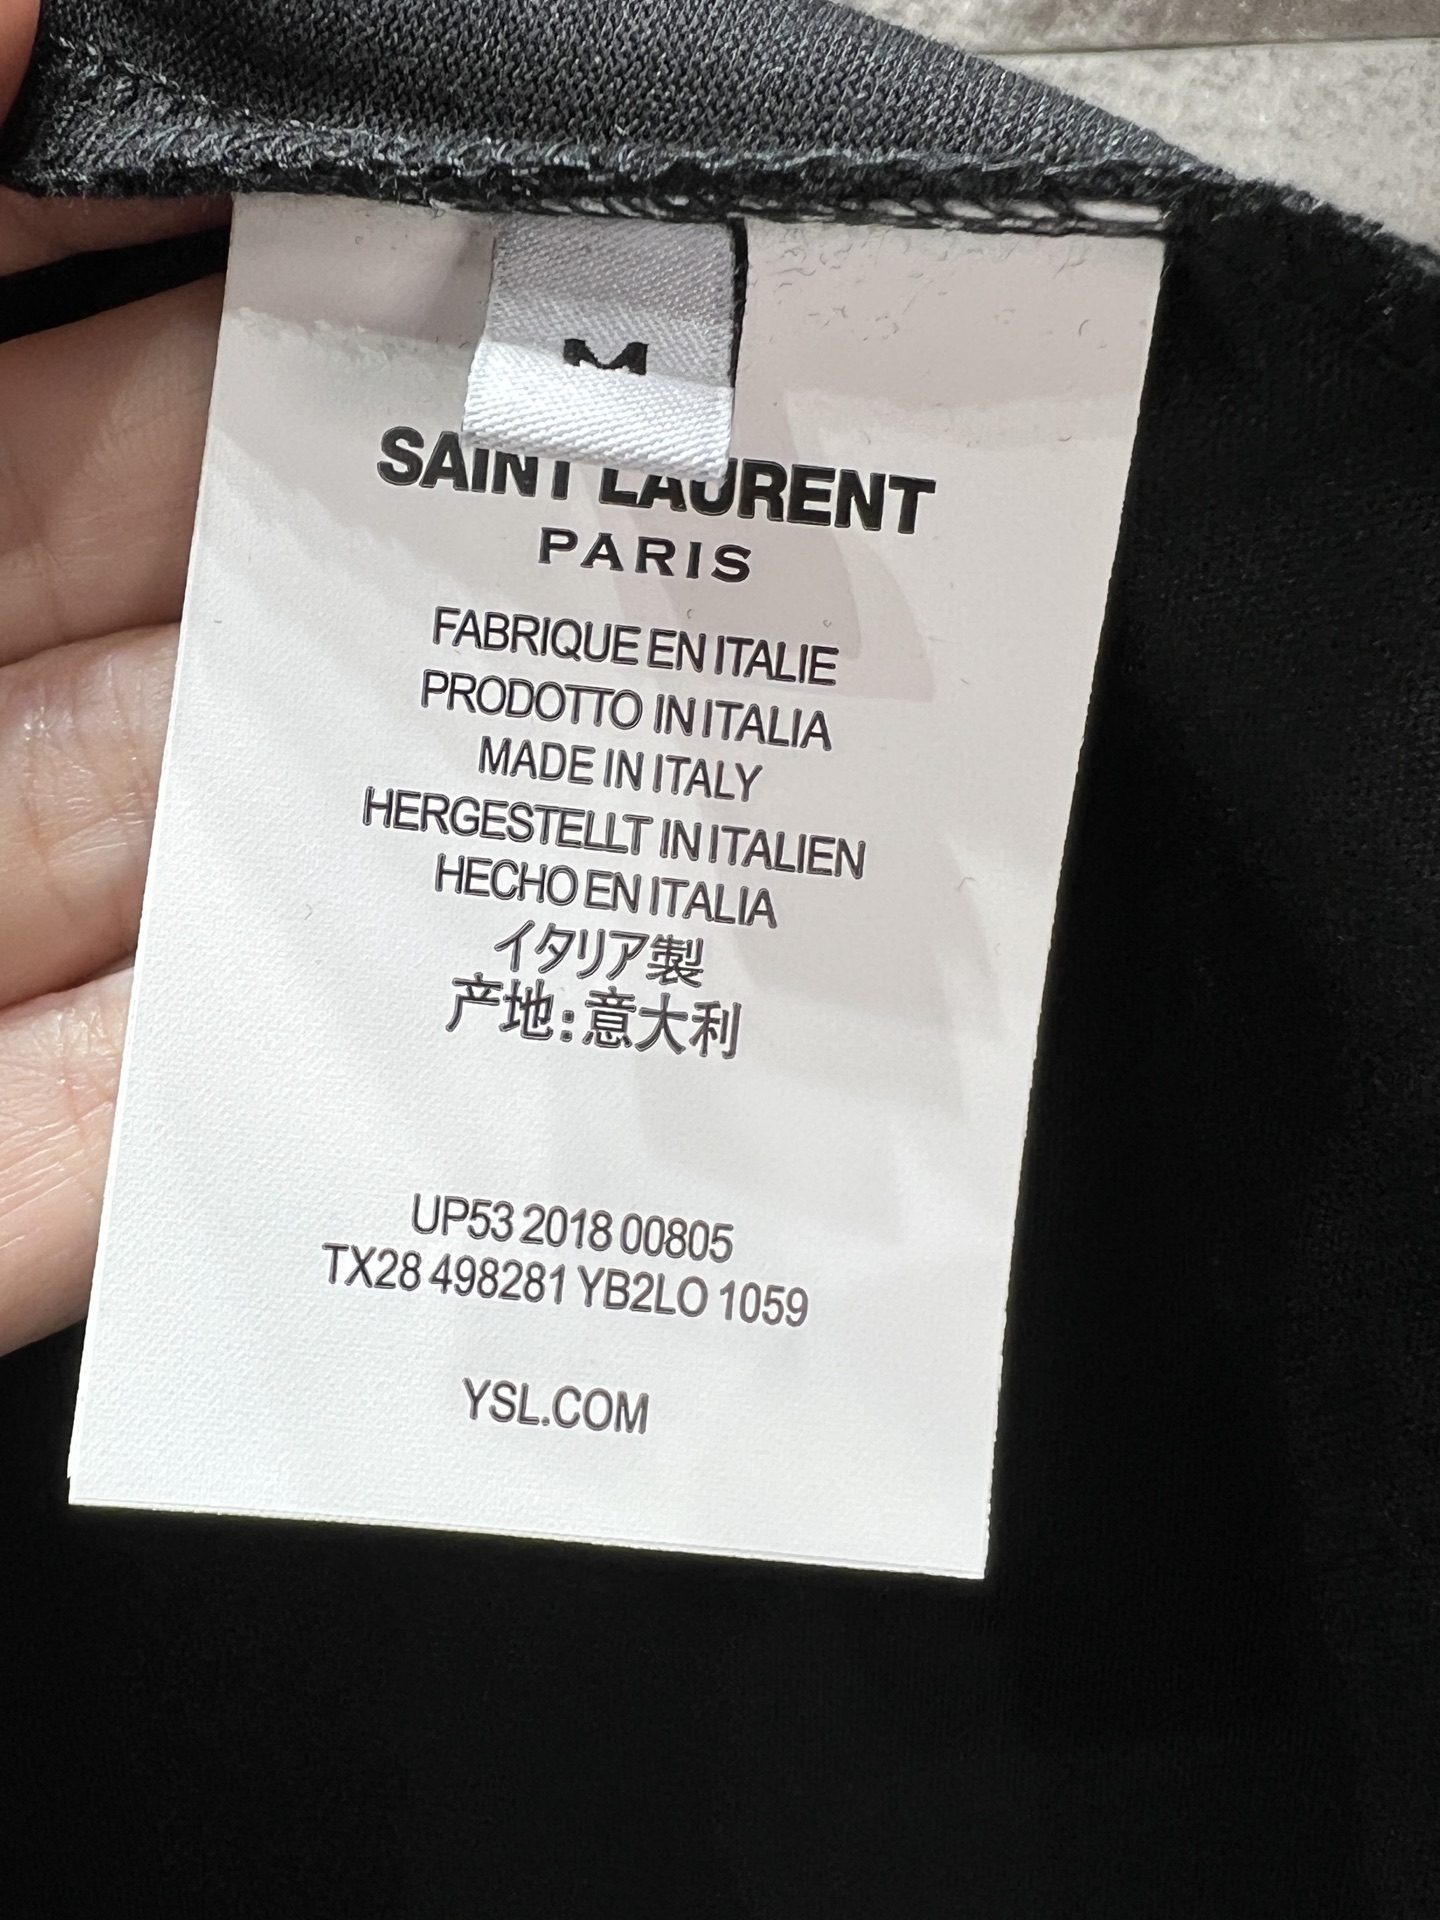 M
SAINT LAURENT
PARIS
FABRIQUE EN ITALIE
PRODOTTO IN ITALIA
MADE IN ITALY
HERGESTELLT IN ITALIEN
HECHO EN ITALIA
イタリア製
产地:意大利
UP53 2018 00805
TX28 498281 YB2LO 1059
YSL.COM